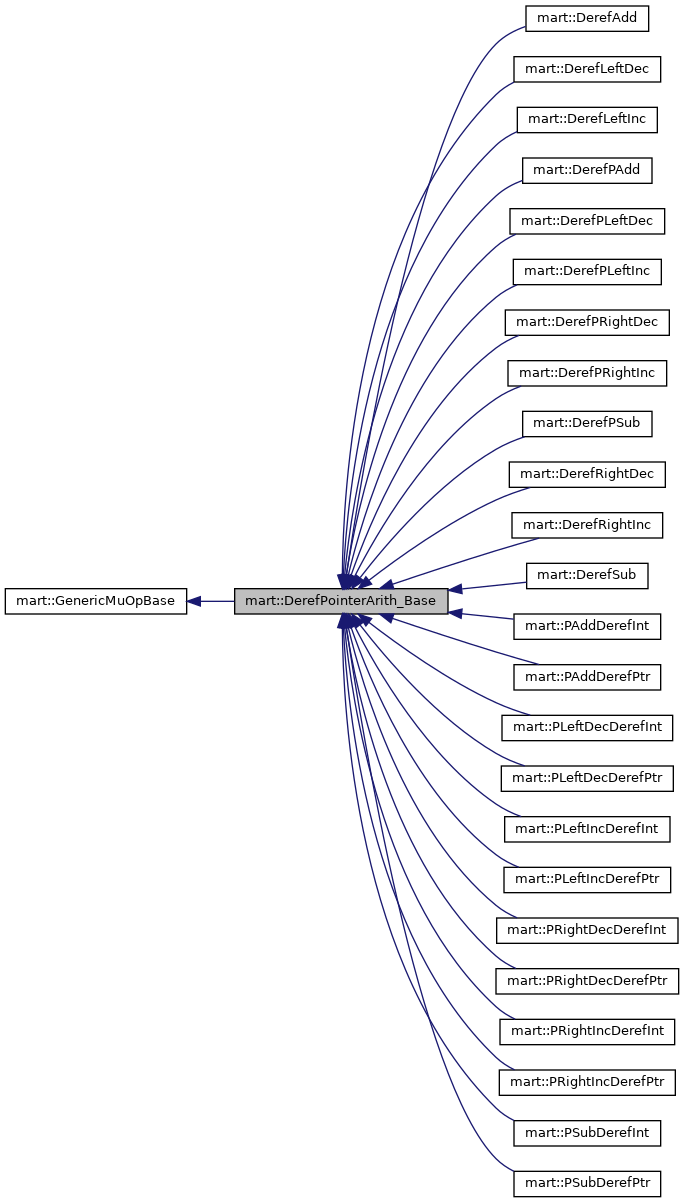 mart::DerefAdd
mart::DerefLeftDec
mart::DerefLeftInc
mart::DerefPAdd
mart::DerefPLeftDec
mart::DerefPLeftInc
mart::DerefPRightDec
mart::DerefPRightInc
mart::DerefPSub
mart::DerefRightDec
mart::DerefRightInc
mart::DerefSub
mart::GenericMuOpBase
mart::DerefPointerArith_Base
mart::PAddDerefInt
mart::PAddDerefPtr
mart::PLeftDecDerefInt
mart::PLeftDecDerefPtr
mart::PLeftIncDerefInt
mart::PLeftIncDerefPtr
mart::PRightDecDerefInt
mart::PRightDecDerefPtr
mart::PRightIncDerefInt
mart::PRightIncDerefPtr
mart::PSubDerefInt
mart::PSubDerefPtr